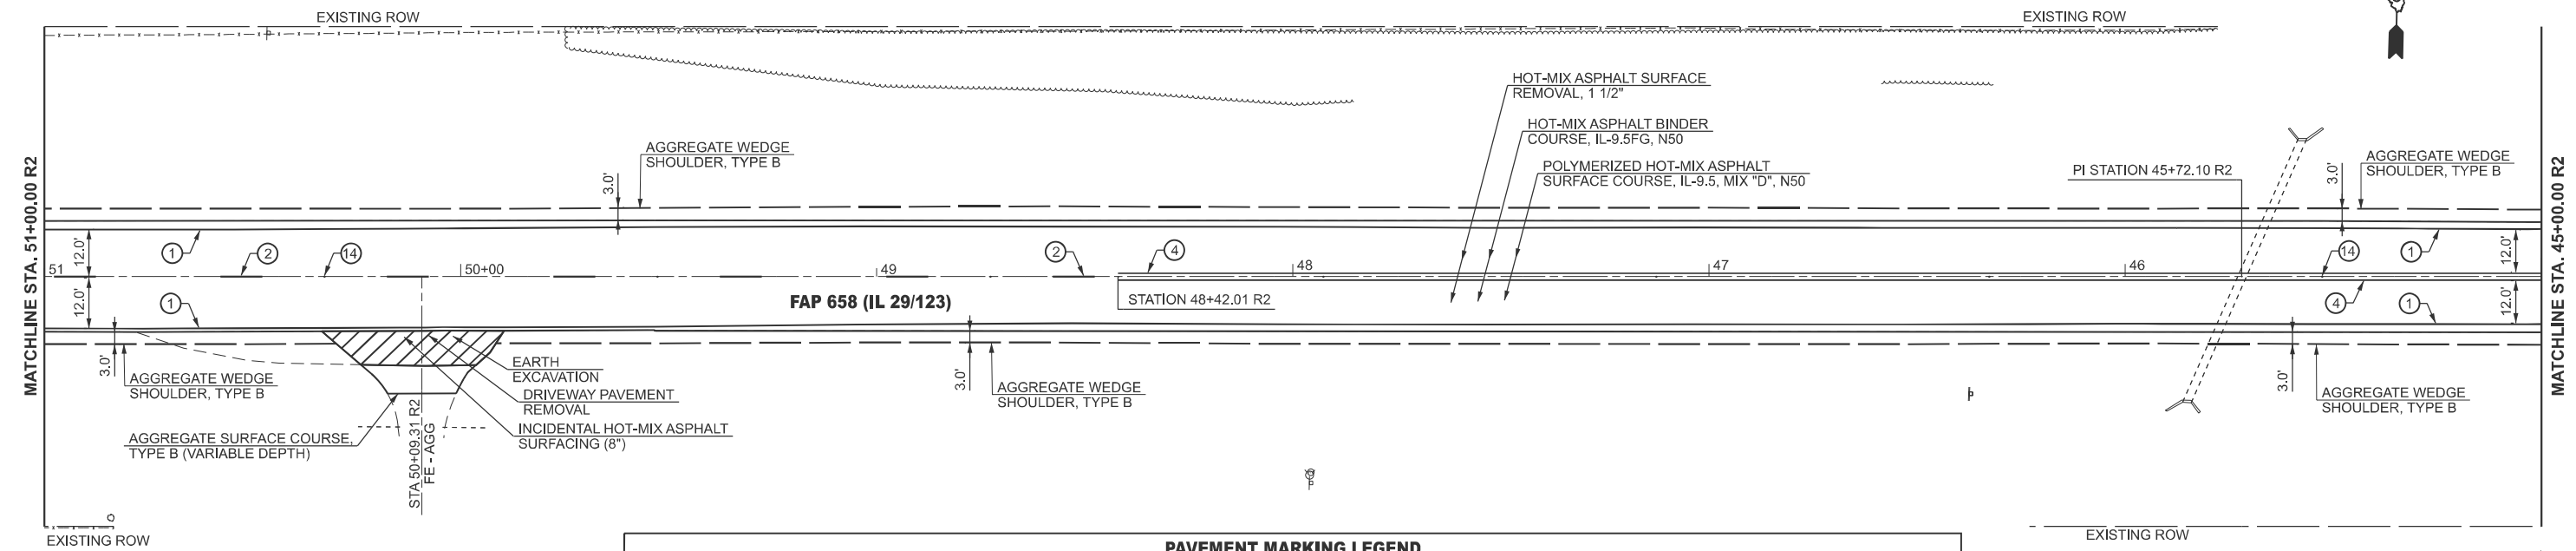 EXISTING ROW
EXISTING ROW
MATCHLINE STA. 51+00.00 R2
MATCHLINE STA. 45+00.00 R2
HOT-MIX ASPHALT SURFACE
REMOVAL, 1 1/2"
HOT-MIX ASPHALT BINDER
COURSE, IL-9.5FG, N50
POLYMERIZED HOT-MIX ASPHALT
SURFACE COURSE, IL-9.5, MIX "D", N50
AGGREGATE WEDGE
SHOULDER, TYPE B
3.0'
PI STATION 45+72.10 R2
3.0'
AGGREGATE WEDGE
SHOULDER, TYPE B
12.0'
1
2
14
2
4
14
1
12.0'
51
50+00
49
48
47
46
12.0'
1
FAP 658 (IL 29/123)
STATION 48+42.01 R2
4
1
12.0'
3.0'
AGGREGATE WEDGE
SHOULDER, TYPE B
EARTH
EXCAVATION
DRIVEWAY PAVEMENT
REMOVAL
INCIDENTAL HOT-MIX ASPHALT
SURFACING (8")
AGGREGATE SURFACE COURSE,
TYPE B (VARIABLE DEPTH)
STA 50+09.31 R2
FE - AGG
3.0'
AGGREGATE WEDGE
SHOULDER, TYPE B
3.0'
AGGREGATE WEDGE
SHOULDER, TYPE B
EXISTING ROW
EXISTING ROW
PAVEMENT MARKING LEGEND